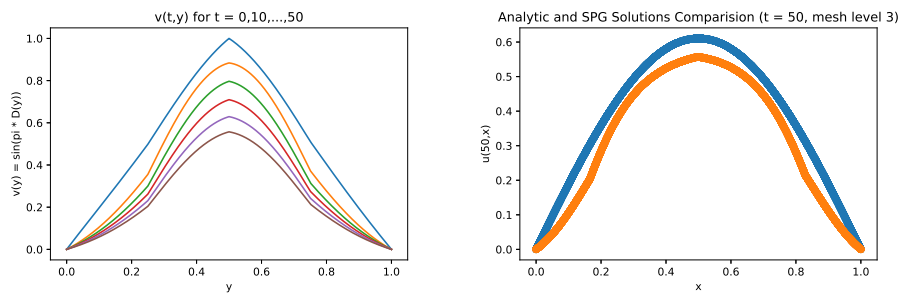 v(t,y) for t = 0,10,...,50
v(y) = sin(pi * D(y))
1.0
0.8
0.6
0.4
0.2
0.0
0.0 0.2 0.4 0.6 0.8 1.0
y
Analytic and SPG Solutions Comparision (t = 50, mesh level 3)
u(50,x)
0.6
0.5
0.4
0.3
0.2
0.1
0.0
0.0 0.2 0.4 0.6 0.8 1.0
x